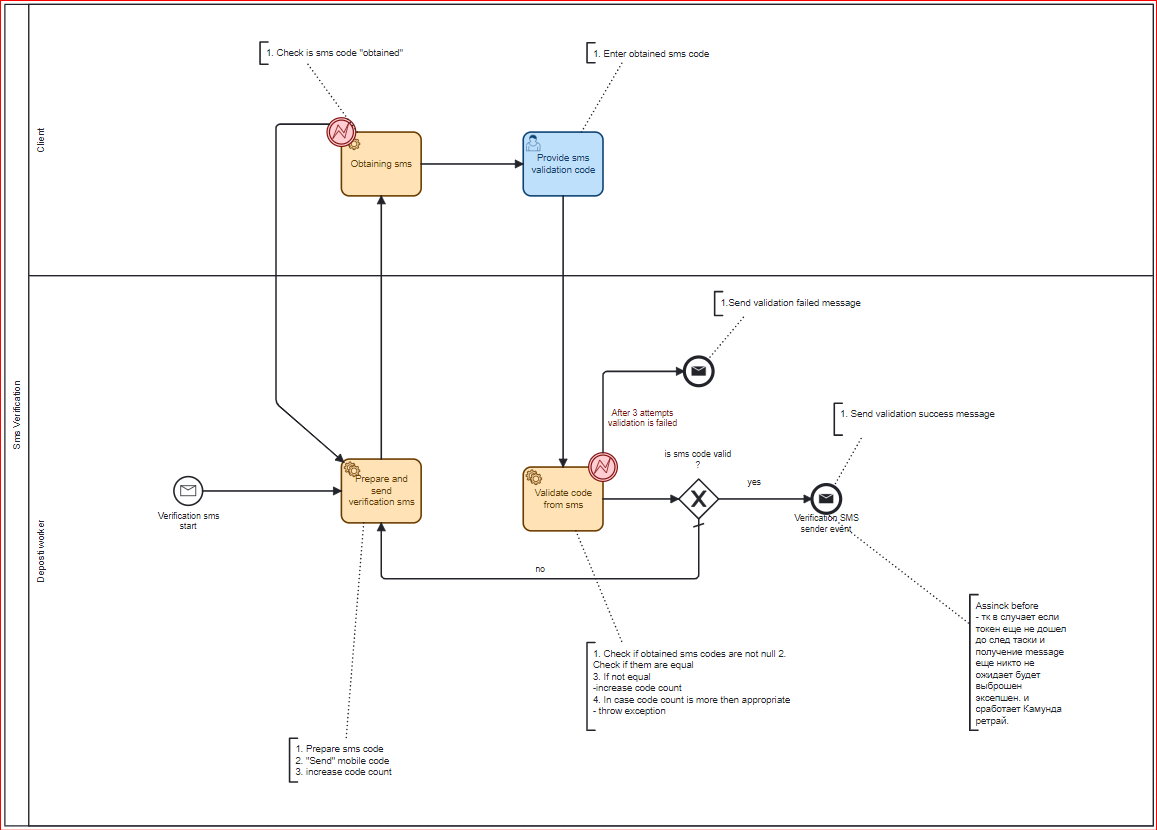 Sms Verification
Client
Deposti worker
1. Check is sms code "obtained"
1. Enter obtained sms code
Obtaining sms
Provide sms
validation code
1.Send validation failed message
After 3 attempts
validation is failed
1. Send validation success message
is sms code valid
?
yes
Verification sms
start
Prepare and
send
verification sms
Validate code
from sms
Verification SMS
sender event
no
Assinck before
- тк в случает если
токен еще не дошел
до след таски и
получение message
еще никто не
ожидает будет
выброшен
эксепшен. и
сработает Камунда
ретрай.
1. Check if obtained sms codes are not null 2.
Check if them are equal
3. If not equal
-increase code count
4. In case code count is more then appropriate
- throw exception
1. Prepare sms code
2. "Send" mobile code
3. increase code count